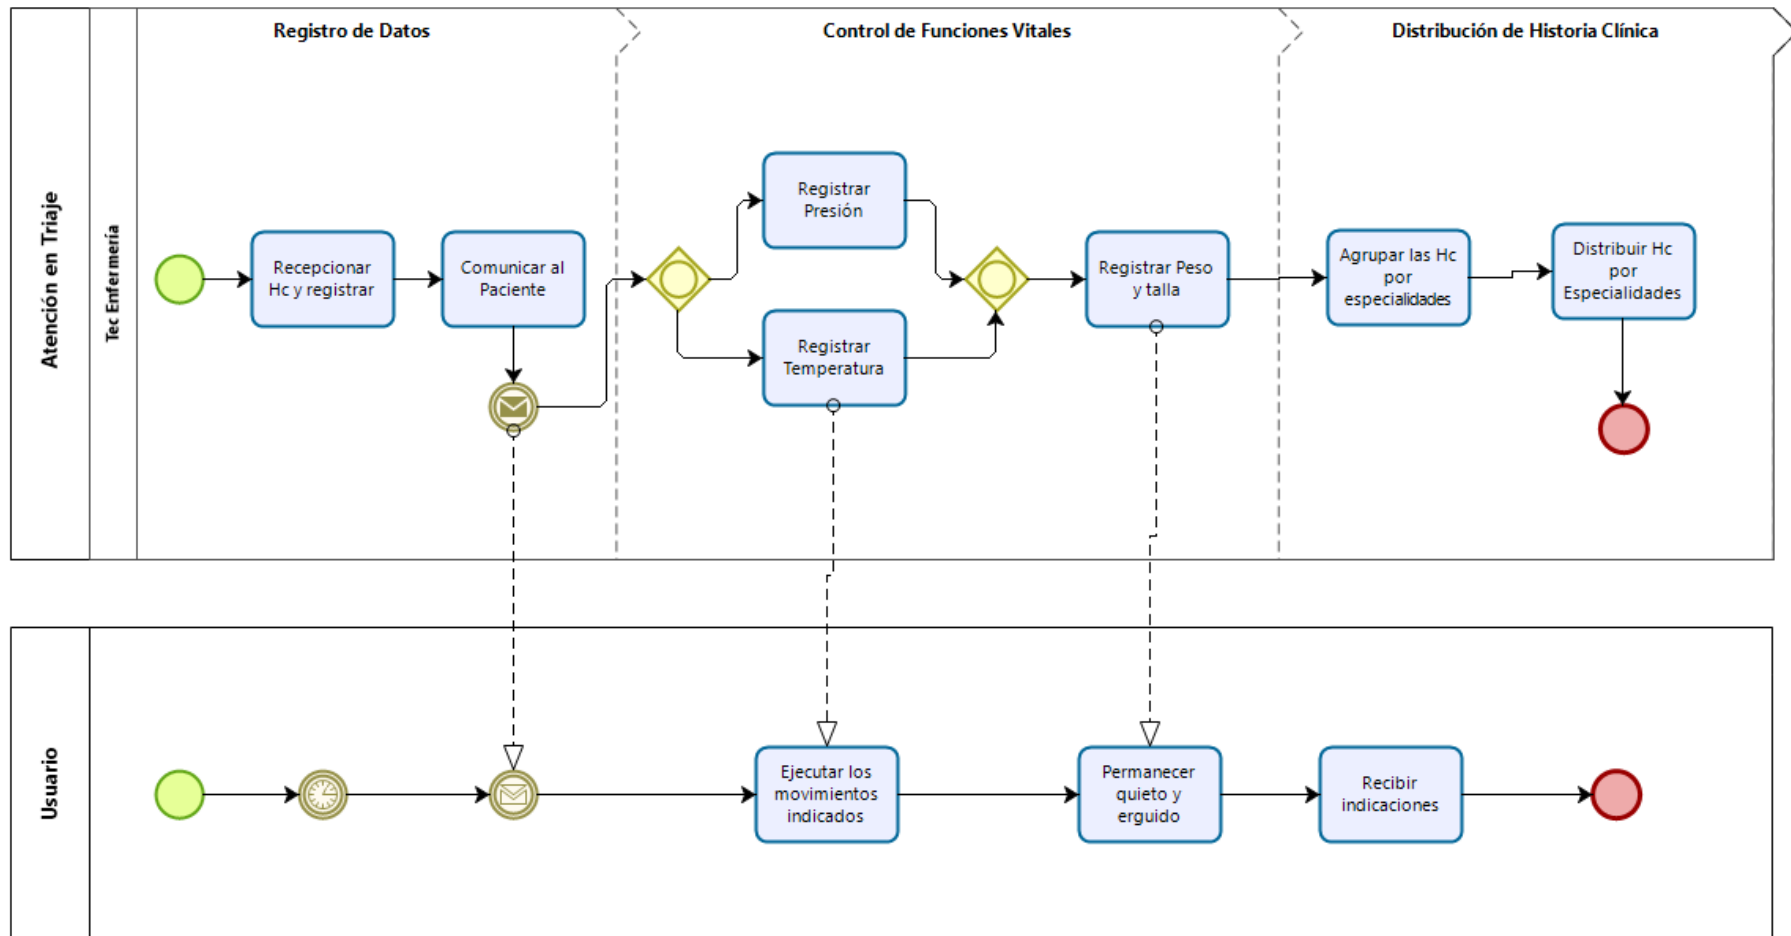 Registro de Datos
Control de Funciones Vitales
Distribución de Historia Clínica
Atención en Triaje
Tec Enfermería
Recepcionar
Hc y registrar
Comunicar al
Paciente
Registrar
Presión
Registrar
Temperatura
Registrar Peso
y talla
Agrupar las Hc
por
especialidades
Distribuir Hc
por
Especialidades
Usuario
Ejecutar los
movimientos
indicados
Permanecer
quieto y
erguido
Recibir
indicaciones